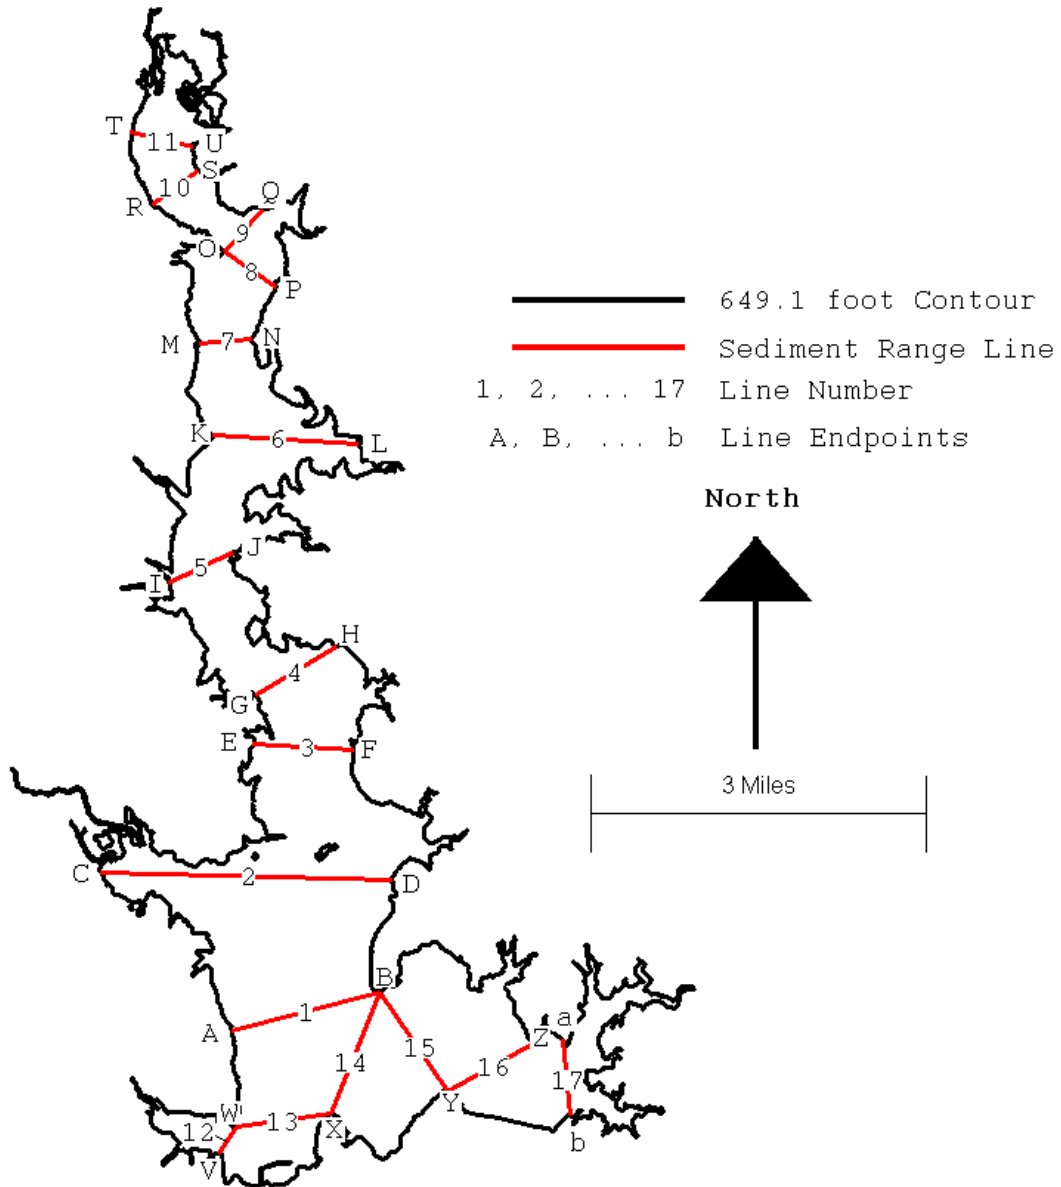 T
11
U
S
10
Q
R
9
O
8
P
649.1 foot Contour
M
7
N
Sediment Range Line
1, 2, ... 17 Line Number
K
6
L
A, B, ... b Line Endpoints
North
J
5
I
H
4
G
E
3
F
3 Miles
C
2
D
B
1
A
a
Z
14
15
16
17
Y
W
13
X
12
b
V